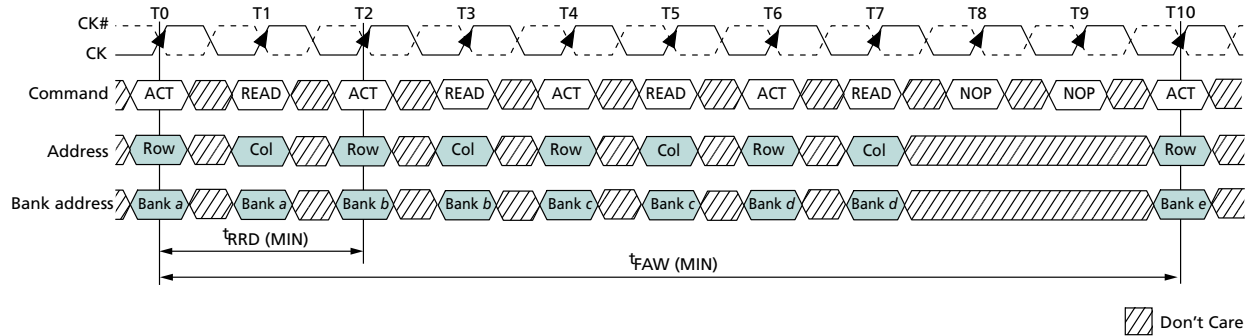 T0 T1 T2 T3 T4 T5 T6 T7 T8 T9 T10
CK#
CK
Command ACT READ ACT READ ACT READ ACT READ NOP NOP ACT
Address Row Col Row Col Row Col Row Col Row
Bank address Bank a Bank a Bank b Bank b Bank c Bank c Bank d Bank d Bank e
tRRD (MIN)
tFAW (MIN)
Don't Care